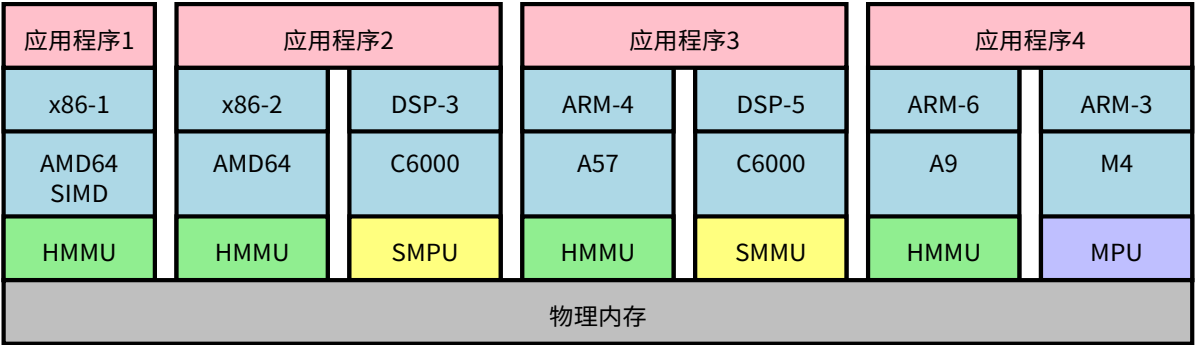 应用程序1
应用程序2
应用程序3
应用程序4
x86-1
x86-2
DSP-3
ARM-4
DSP-5
ARM-6
ARM-3
AMD64
SIMD
AMD64
C6000
A57
C6000
A9
M4
HMMU
HMMU
SMPU
HMMU
SMMU
HMMU
MPU
物理内存